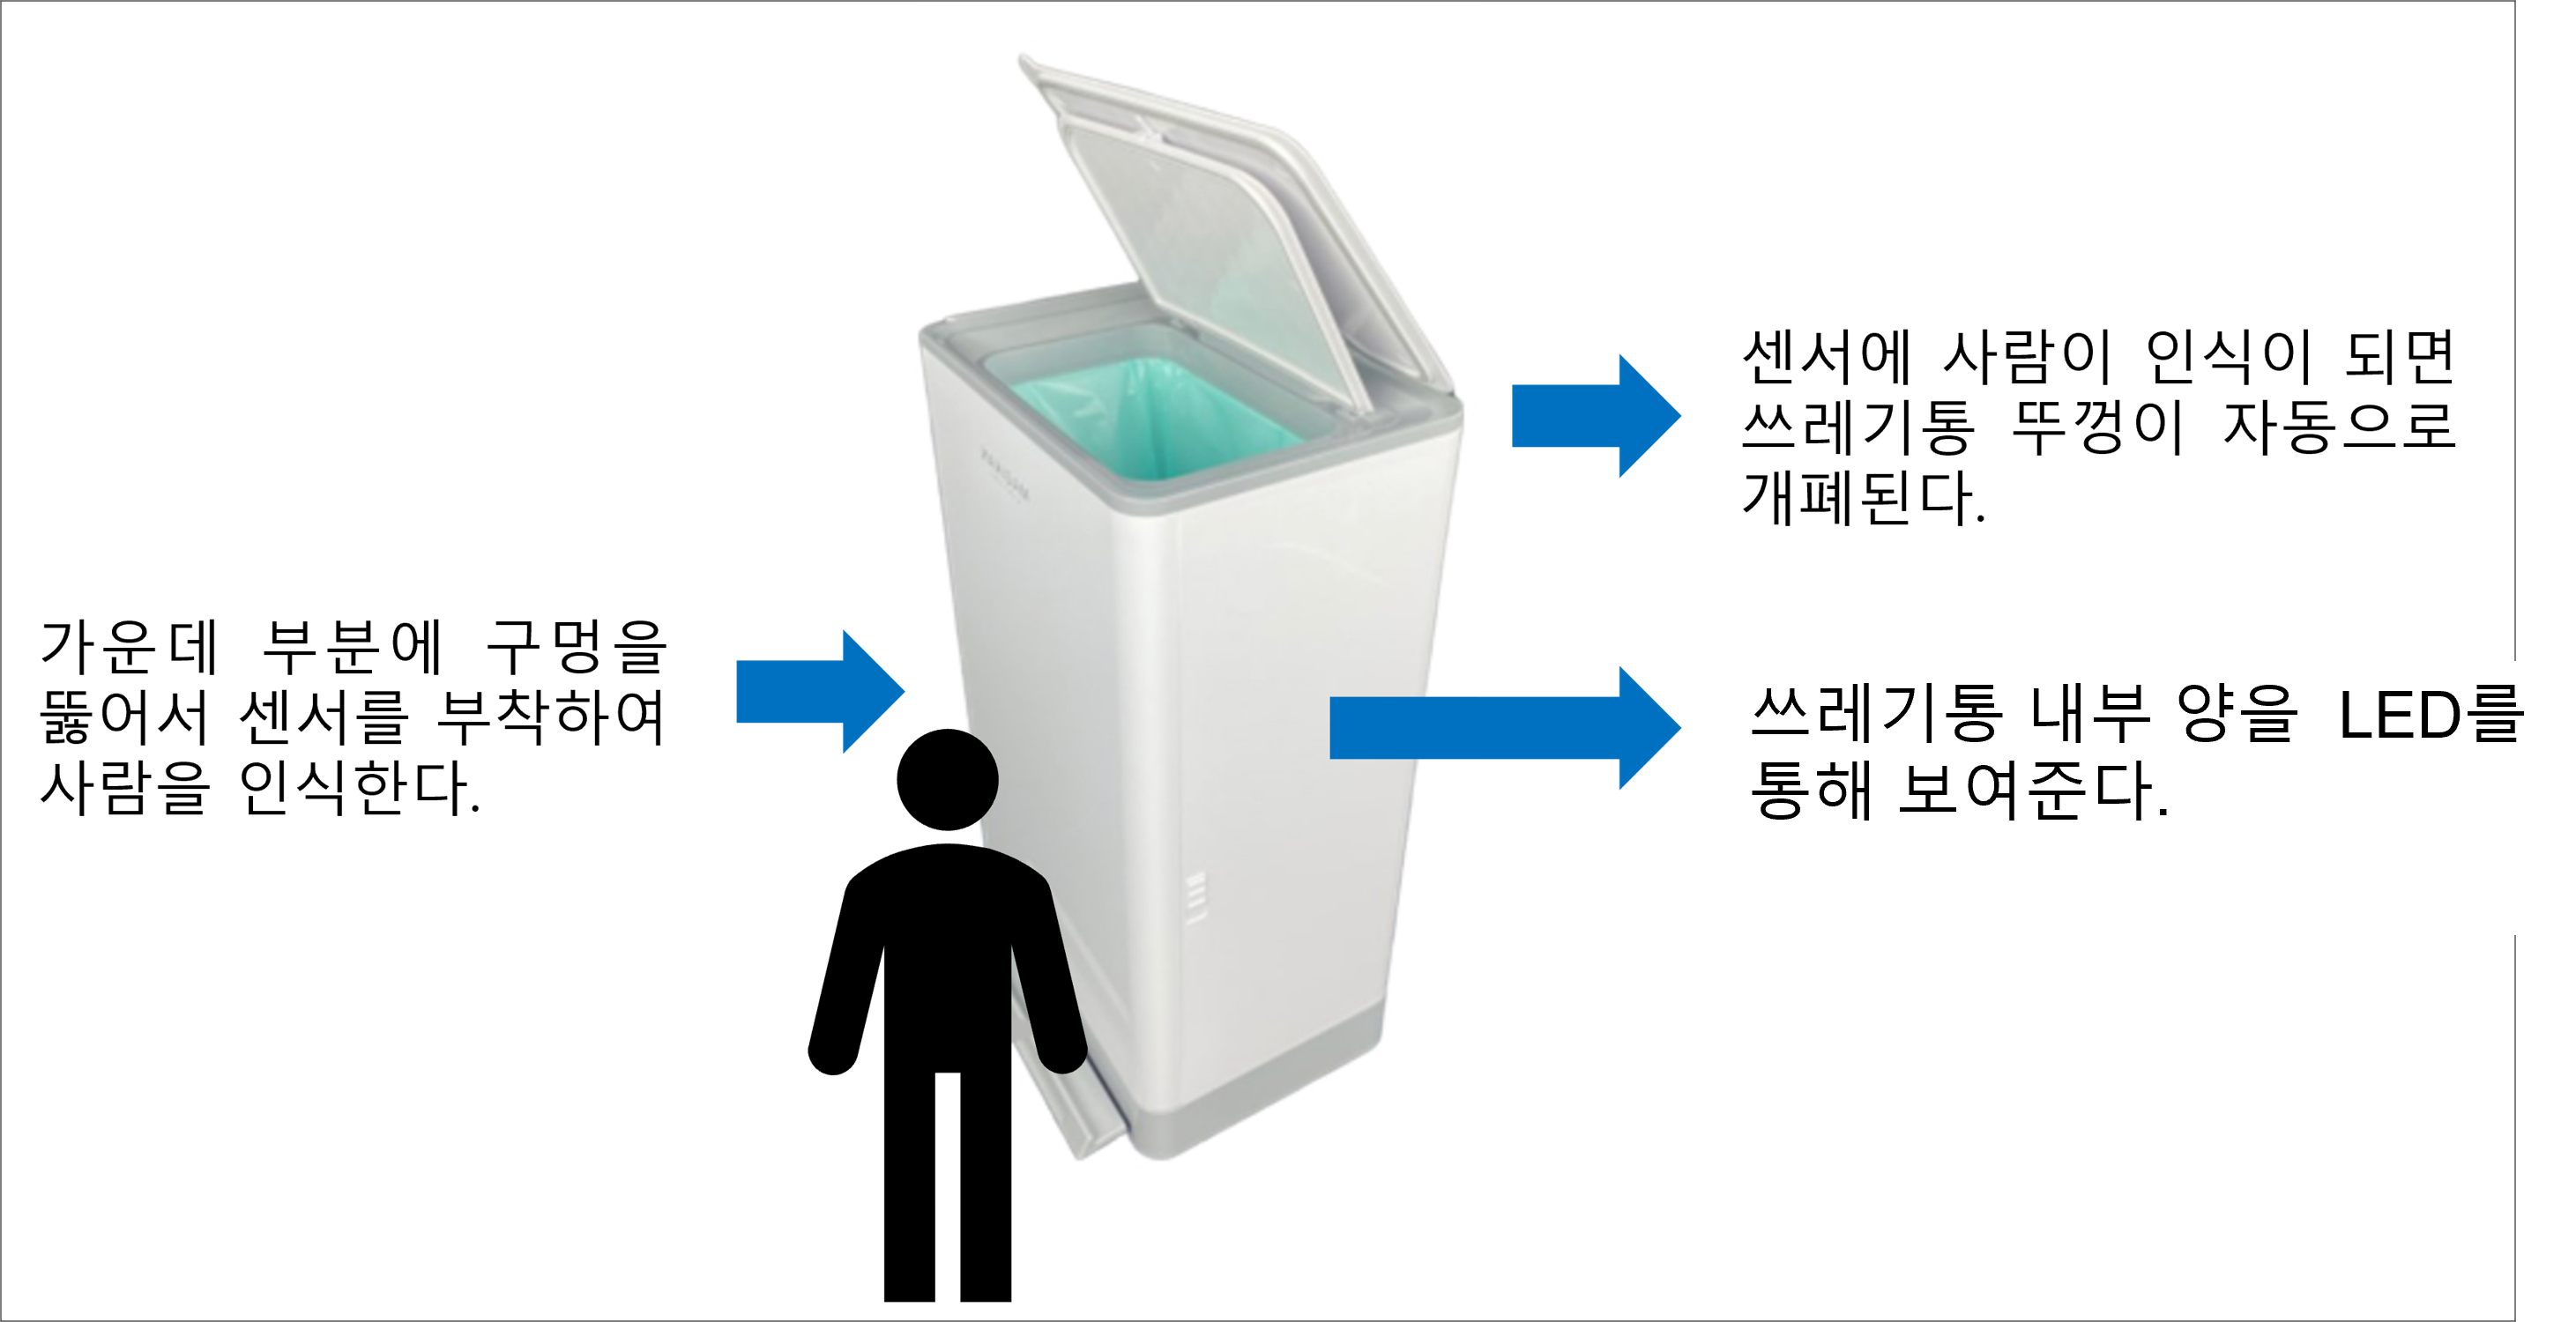 센서에 사람이 인식이 되면
쓰레기통 뚜껑이 자동으로
개폐된다.
가운데 부분에 구멍을
뚫어서 센서를 부착하여
사람을 인식한다.
쓰레기통 내부 양을 LED를
통해 보여준다.